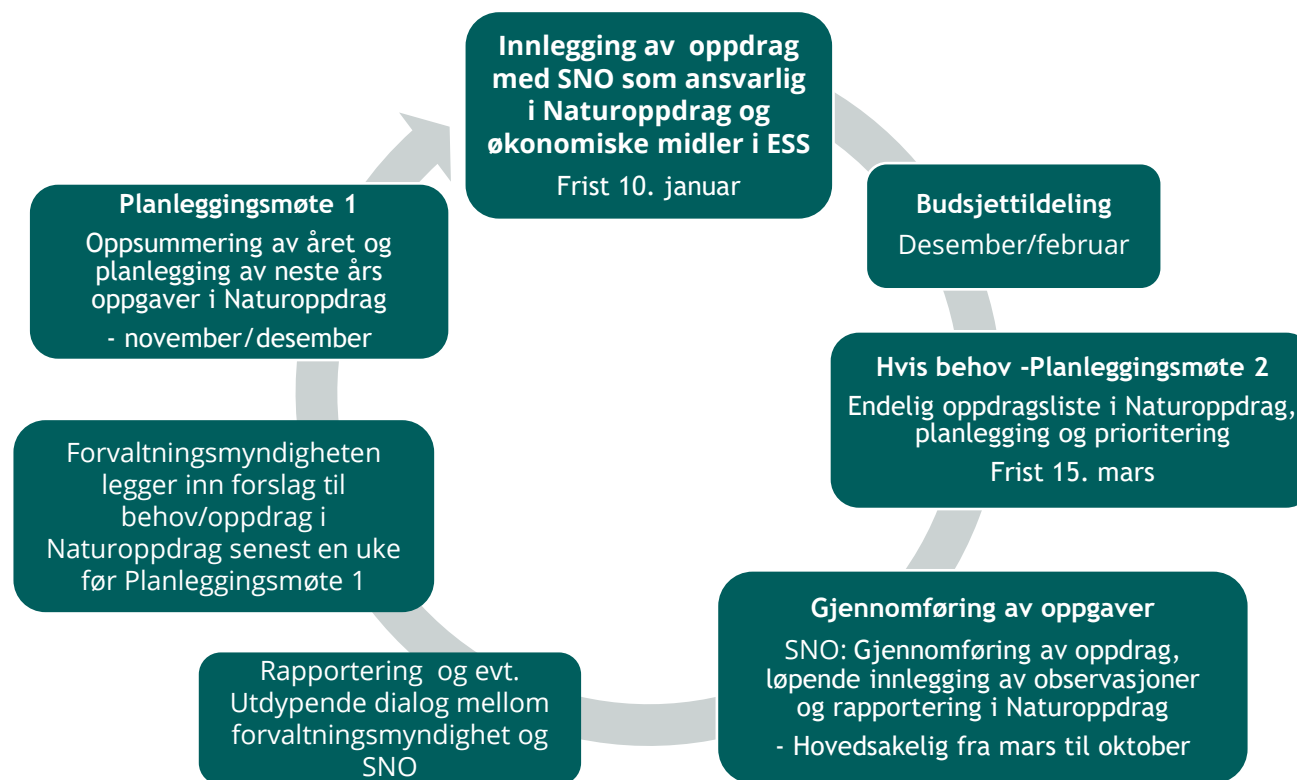 Innlegging av oppdrag
med SNO som ansvarlig
i Naturoppdrag og
økonomiske midler i ESS
Frist 10. januar
Budsjettildeling
Desember/februar
Hvis behov -Planleggingsmøte 2
Endelig oppdragsliste i Naturoppdrag,
planlegging og prioritering
Frist 15. mars
Gjennomføring av oppgaver
SNO: Gjennomføring av oppdrag,
løpende innlegging av observasjoner
og rapportering i Naturoppdrag
- Hovedsakelig fra mars til oktober
Rapportering og evt.
Utdypende dialog mellom
forvaltningsmyndighet og
SNO
Forvaltningsmyndigheten
legger inn forslag til
behov/oppdrag i
Naturoppdrag senest en uke
før Planleggingsmøte 1
Planleggingsmøte 1
Oppsummering av året og
planlegging av neste års
oppgaver i Naturoppdrag
- november/desember